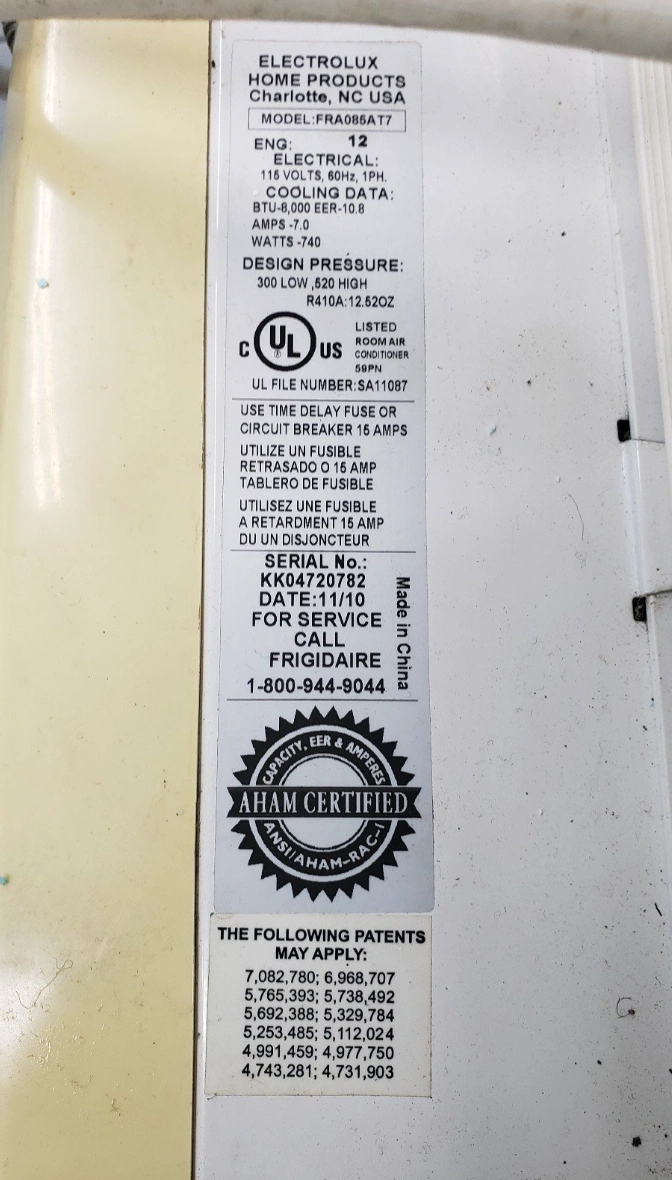 ELECTROLUX
HOME PRODUCTS
Charlotte, NC USA
MODEL:FRA085AT7
ENG: 12
ELECTRICAL:
115 VOLTS, 60Hz, 1PH.
COOLING DATA:
BTU-8,000 EER-10.8
AMPS -7.0
WATTS -740
DESIGN PRESSURE:
300 LOW ,520 HIGH
R410A:12.52OZ
C UL US
®
LISTED
ROOM AIR
CONDITIONER
59PN
UL FILE NUMBER:SA11087
USE TIME DELAY FUSE OR
CIRCUIT BREAKER 15 AMPS
UTILIZE UN FUSIBLE
RETRASADO O 15 AMP
TABLERO DE FUSIBLE
UTILISEZ UNE FUSIBLE
A RETARDMENT 15 AMP
DU UN DISJONCTEUR
SERIAL No.:
KK04720782
DATE:11/10
FOR SERVICE
CALL
FRIGIDAIRE
1-800-944-9044
Made in China
CAPACITY, EER & AMPERES
AHAM CERTIFIED
ANSI/AHAM-RAC-1
THE FOLLOWING PATENTS
MAY APPLY:
7,082,780; 6,968,707
5,765,393; 5,738,492
5,692,388; 5,329,784
5,253,485; 5,112,024
4,991,459; 4,977,750
4,743,281; 4,731,903